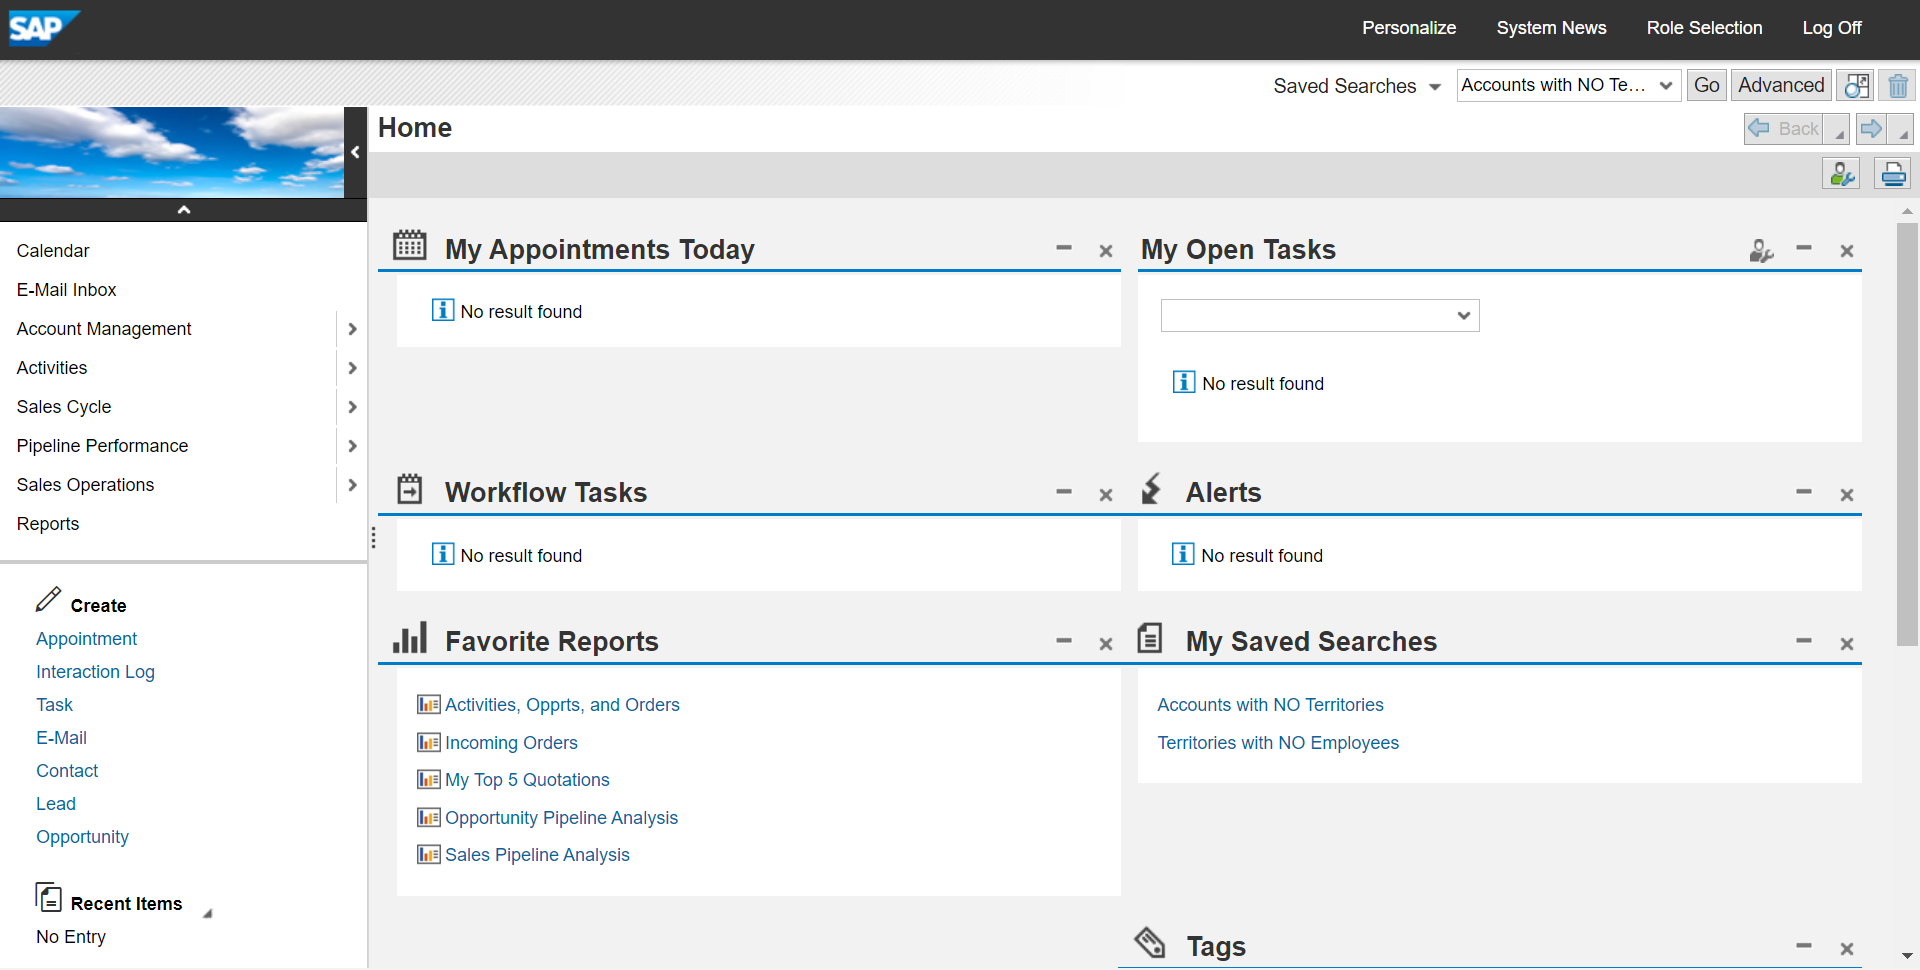 SAP
Personalize
System News
Role Selection
Log Off
Saved Searches
Accounts with NO Te...
Go
Advanced
Home
Back
Calendar
E-Mail Inbox
Account Management
Activities
Sales Cycle
Pipeline Performance
Sales Operations
Reports
Create
Appointment
Interaction Log
Task
E-Mail
Contact
Lead
Opportunity
Recent Items
No Entry
My Appointments Today
No result found
My Open Tasks
No result found
Workflow Tasks
No result found
Alerts
No result found
Favorite Reports
Activities, Opprts, and Orders
Incoming Orders
My Top 5 Quotations
Opportunity Pipeline Analysis
Sales Pipeline Analysis
My Saved Searches
Accounts with NO Territories
Territories with NO Employees
Tags